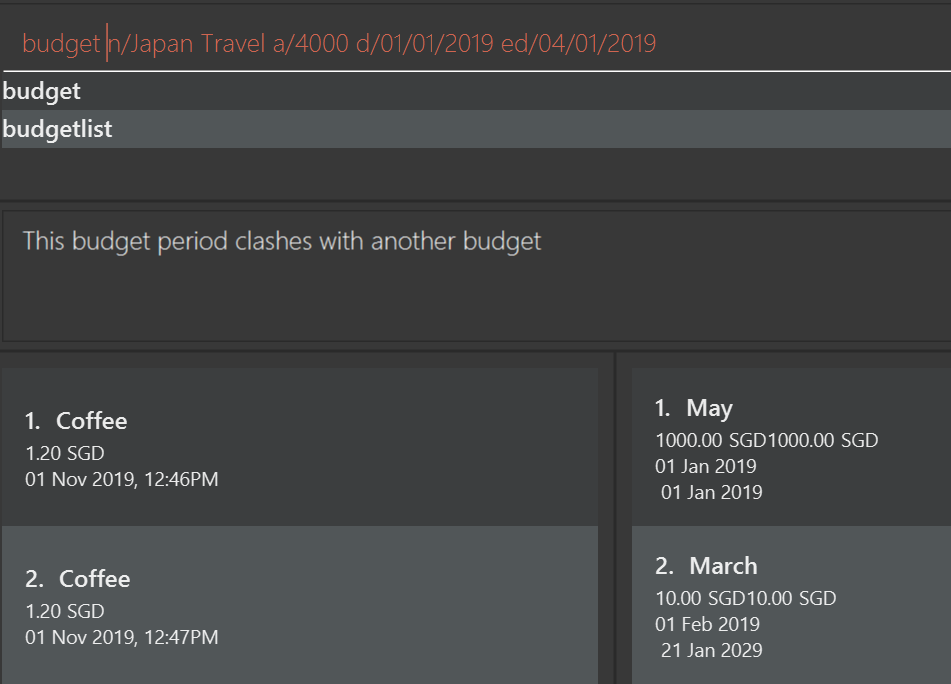 budget n/Japan Travel a/4000 d/01/01/2019 ed/04/01/2019
budget
budgetlist
This budget period clashes with another budget
1. Coffee
1.20 SGD
01 Nov 2019, 12:46PM
2. Coffee
1.20 SGD
01 Nov 2019, 12:47PM
1. May
1000.00 SGD1000.00 SGD
01 Jan 2019
01 Jan 2019
2. March
10.00 SGD10.00 SGD
01 Feb 2019
21 Jan 2029